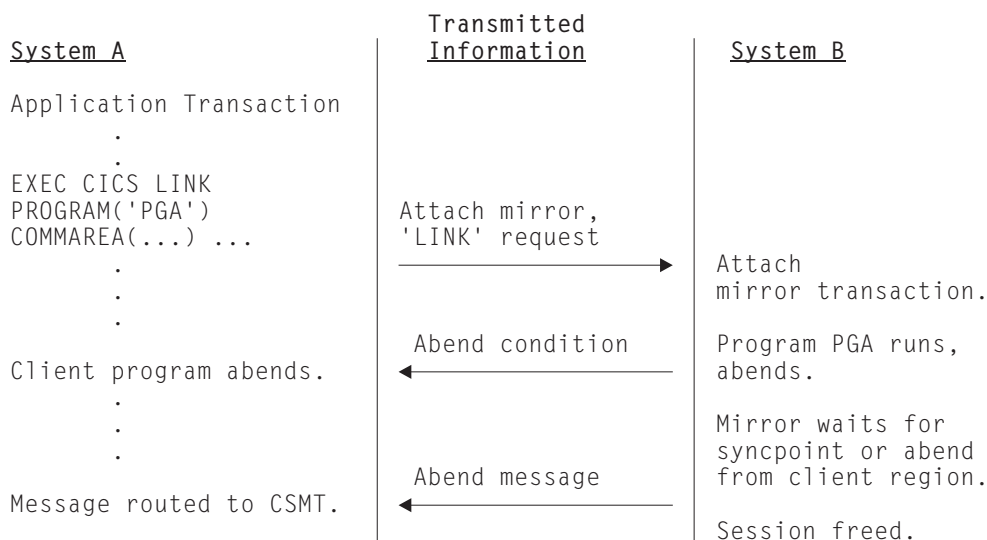 Transmitted
System A Information System B
Application Transaction
.
.
EXEC CICS LINK
PROGRAM('PGA') Attach mirror,
COMMAREA(...) ... 'LINK' request
. Attach
. mirror transaction.
.
Abend condition Program PGA runs,
Client program abends. abends.
.
. Mirror waits for
. syncpoint or abend
Abend message from client region.
Message routed to CSMT.
Session freed.